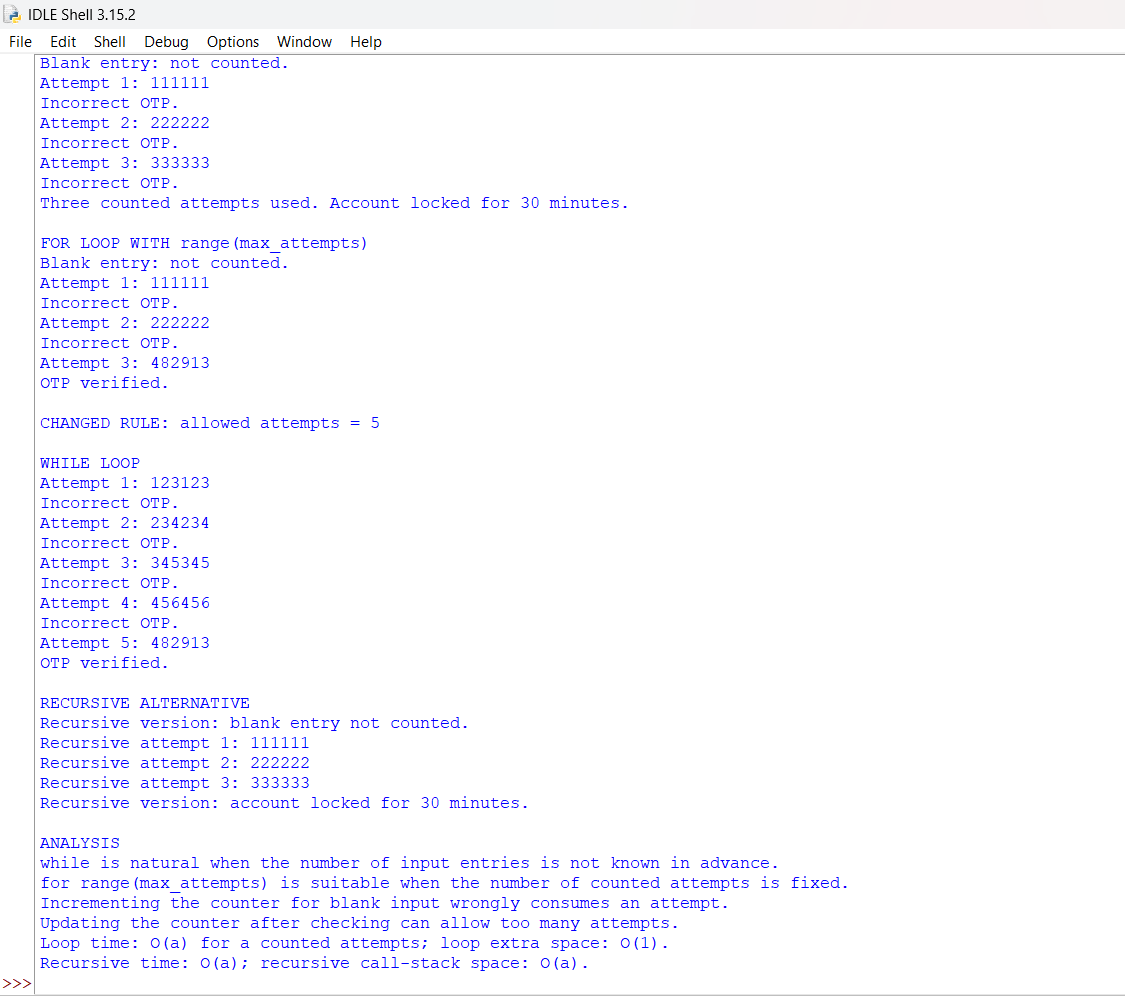 IDLE Shell 3.15.2
File Edit Shell Debug Options Window Help
Blank entry: not counted.
Attempt 1: 111111
Incorrect OTP.
Attempt 2: 222222
Incorrect OTP.
Attempt 3: 333333
Incorrect OTP.
Three counted attempts used. Account locked for 30 minutes.

FOR LOOP WITH range(max_attempts)
Blank entry: not counted.
Attempt 1: 111111
Incorrect OTP.
Attempt 2: 222222
Incorrect OTP.
Attempt 3: 482913
OTP verified.

CHANGED RULE: allowed attempts = 5

WHILE LOOP
Attempt 1: 123123
Incorrect OTP.
Attempt 2: 234234
Incorrect OTP.
Attempt 3: 345345
Incorrect OTP.
Attempt 4: 456456
Incorrect OTP.
Attempt 5: 482913
OTP verified.

RECURSIVE ALTERNATIVE
Recursive version: blank entry not counted.
Recursive attempt 1: 111111
Recursive attempt 2: 222222
Recursive attempt 3: 333333
Recursive version: account locked for 30 minutes.

ANALYSIS
while is natural when the number of input entries is not known in advance.
for range(max_attempts) is suitable when the number of counted attempts is fixed.
Incrementing the counter for blank input wrongly consumes an attempt.
Updating the counter after checking can allow too many attempts.
Loop time: O(a) for a counted attempts; loop extra space: O(1).
Recursive time: O(a); recursive call-stack space: O(a).
>>>